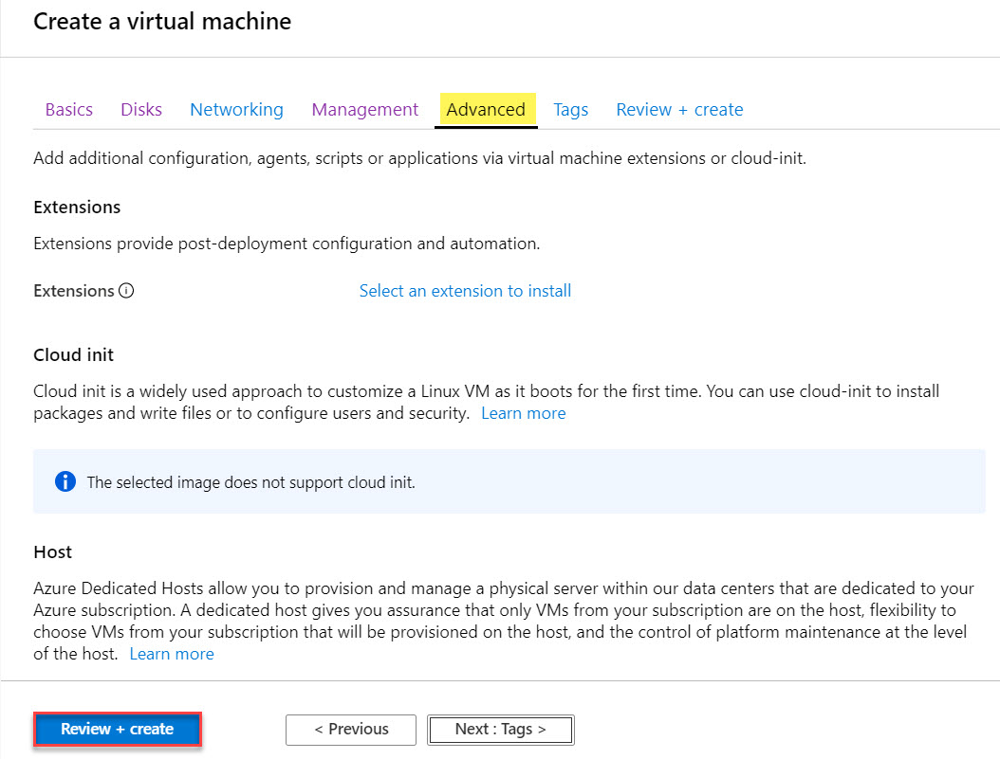 Create a virtual machine
Basics Disks Networking Management Advanced Tags Review + create
Add additional configuration, agents, scripts or applications via virtual machine extensions or cloud-init.
Extensions
Extensions provide post-deployment configuration and automation.
Extensions Select an extension to install
Cloud init
Cloud init is a widely used approach to customize a Linux VM as it boots for the first time. You can use cloud-init to install
packages and write files or to configure users and security. Learn more
The selected image does not support cloud init.
Host
Azure Dedicated Hosts allow you to provision and manage a physical server within our data centers that are dedicated to your
Azure subscription. A dedicated host gives you assurance that only VMs from your subscription are on the host, flexibility to
choose VMs from your subscription that will be provisioned on the host, and the control of platform maintenance at the level
of the host. Learn more
Review + create < Previous Next : Tags >